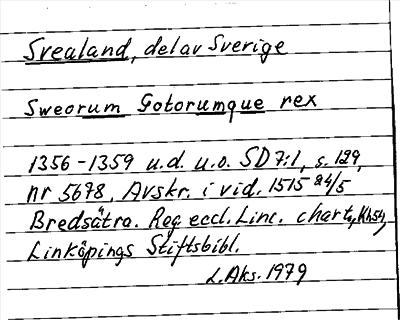 Svealand, del av Sverige
Sweorum Gotorumque rex
1356-1359 u.d. u.o. SD 7:1, s. 129,
nr 5678. Avskr. i vid. 1515 24/5
Bredsätra. Reg. eccl. Linc. chart,
Linköpings Stiftsbibl.
L. Aks. 1979